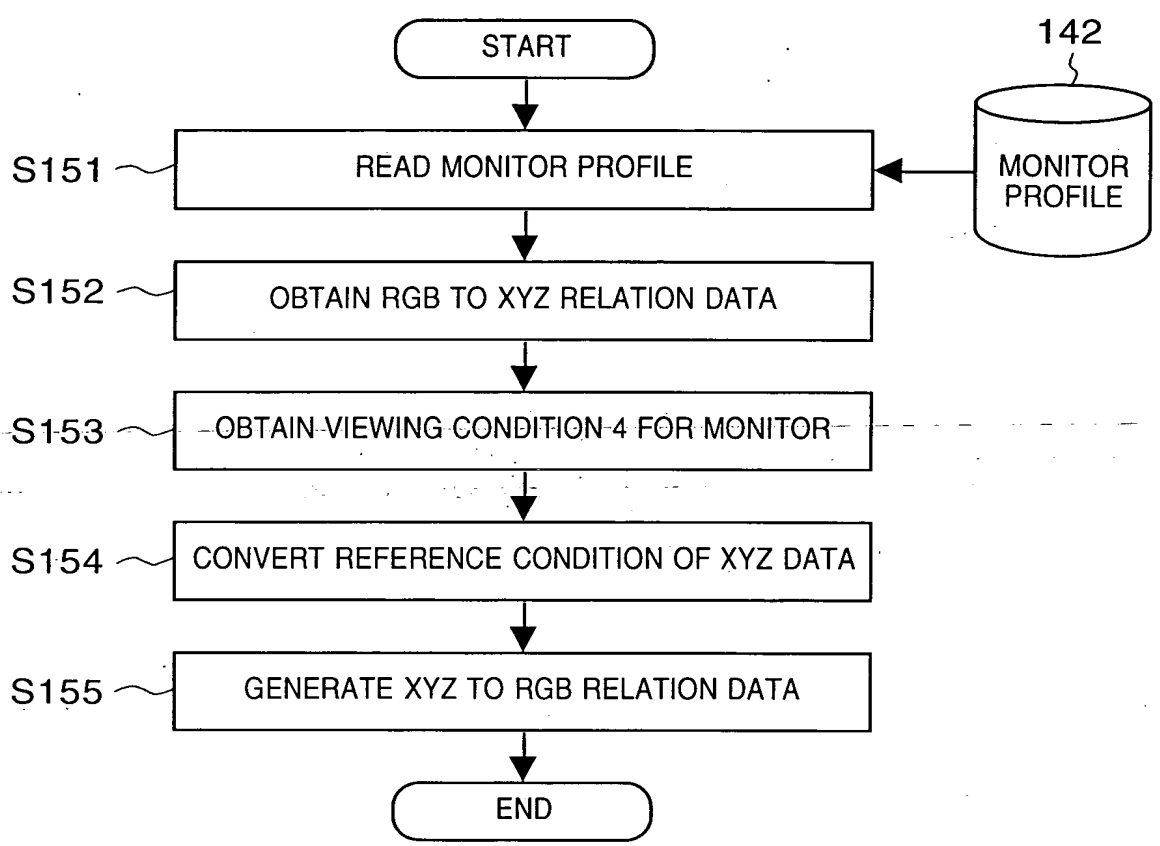 START
142
S151
READ MONITOR PROFILE
MONITOR
PROFILE
S152
OBTAIN RGB TO XYZ RELATION DATA
S153
OBTAIN VIEWING CONDITION 4 FOR MONITOR
S154
CONVERT REFERENCE CONDITION OF XYZ DATA
S155
GENERATE XYZ TO RGB RELATION DATA
END